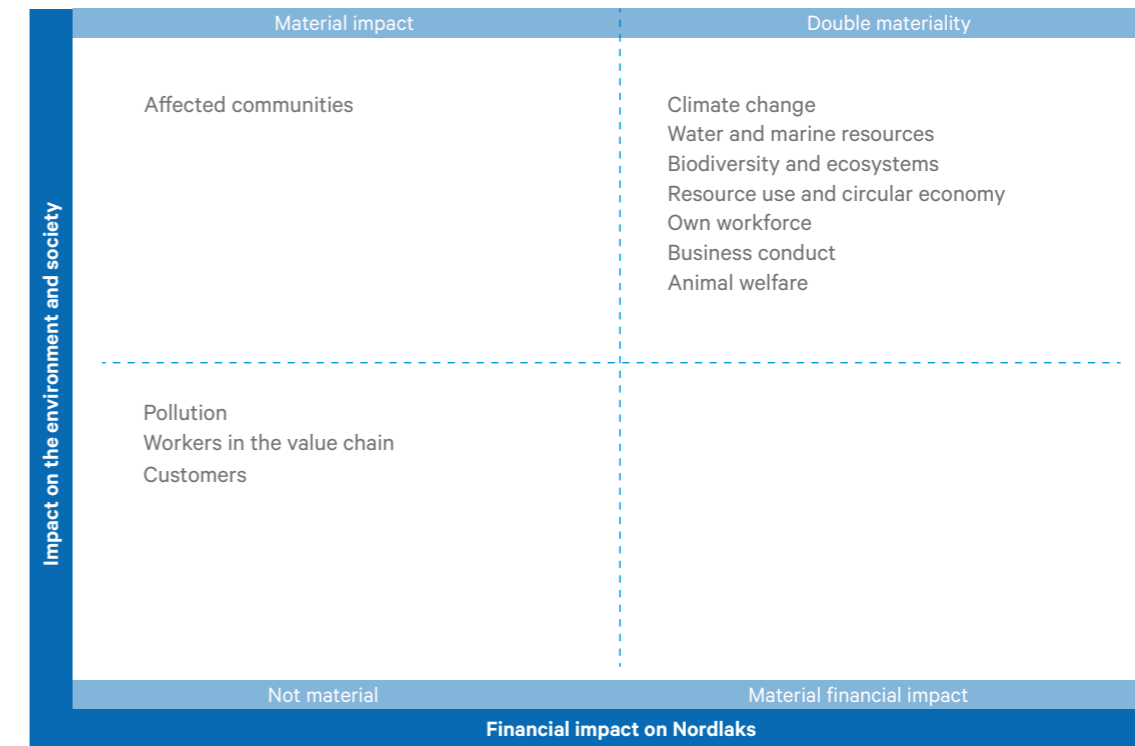 Material impact
Double materiality
Affected communities
Climate change
Water and marine resources
Biodiversity and ecosystems
Resource use and circular economy
Own workforce
Business conduct
Animal welfare
Impact on the environment and society
Pollution
Workers in the value chain
Customers
Not material
Material financial impact
Financial impact on Nordlaks